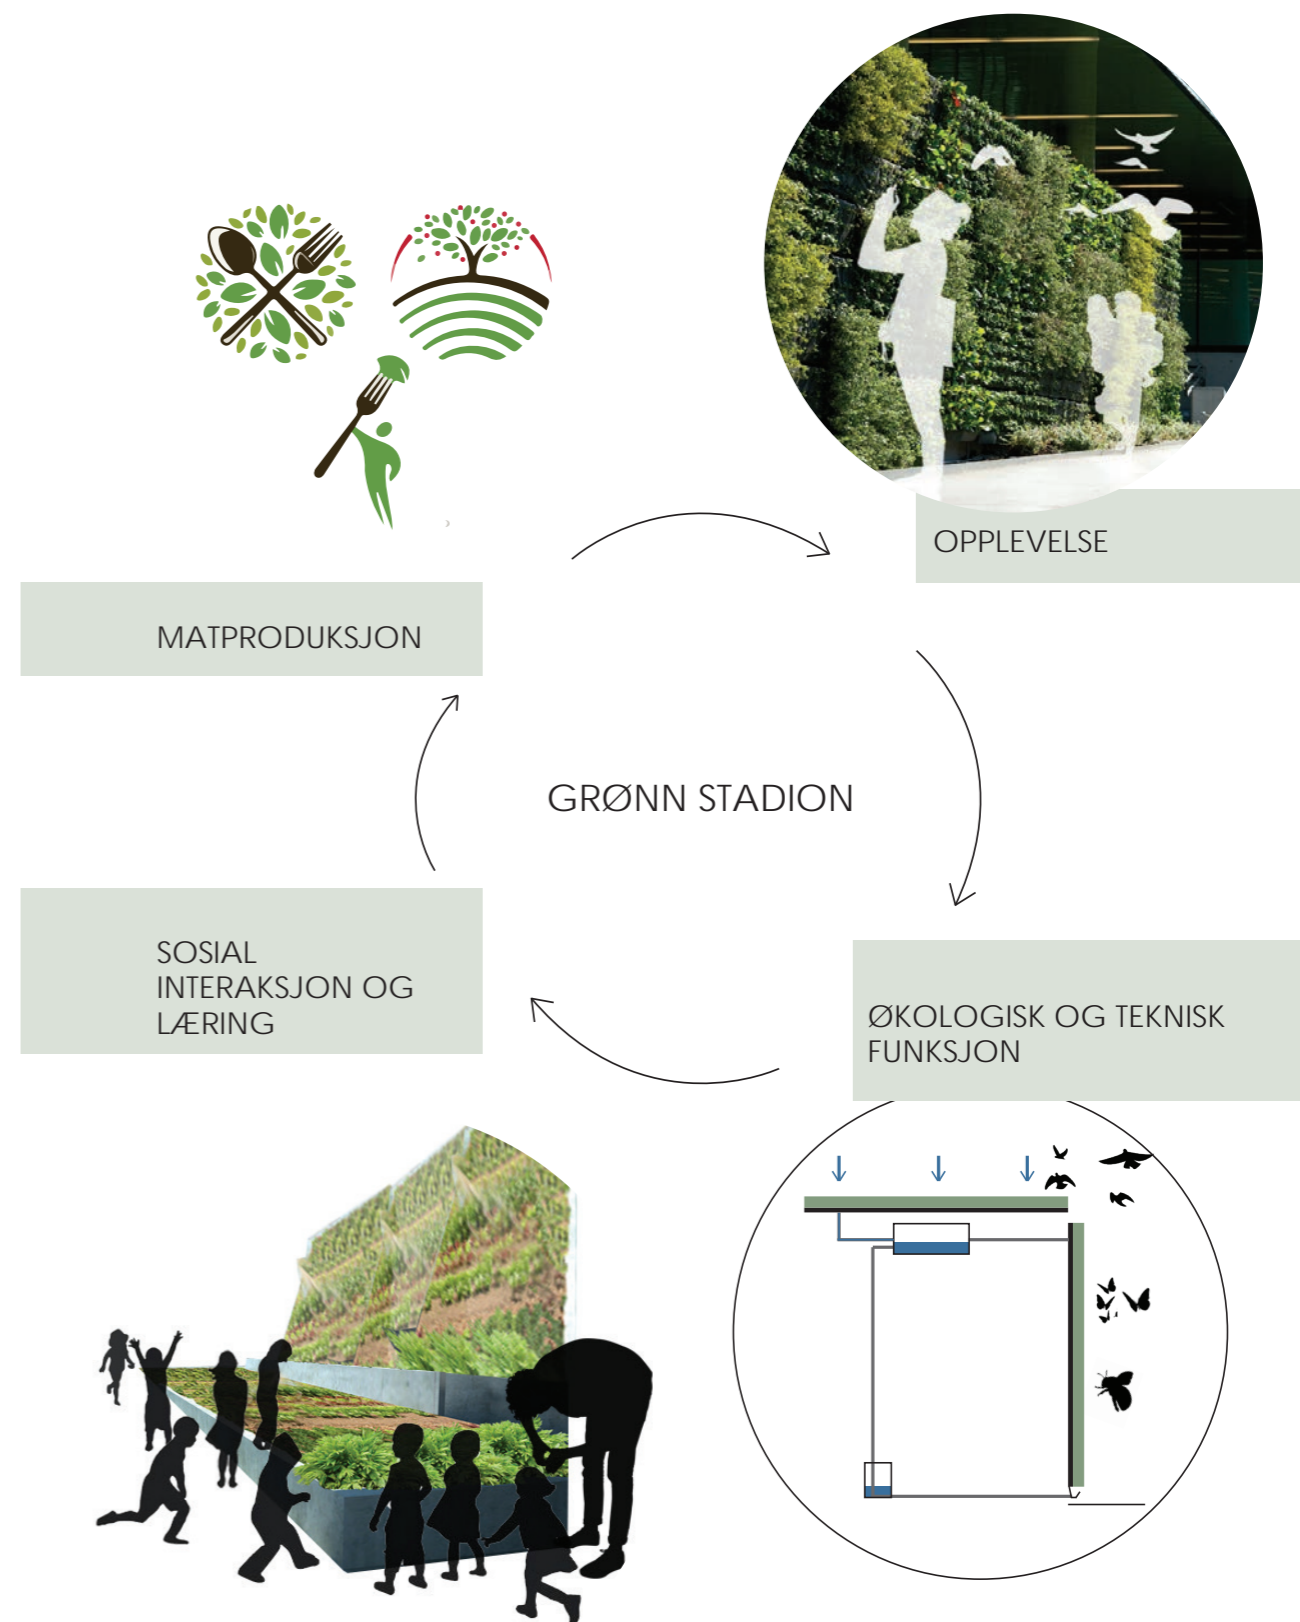 OPPLEVELSE
MATPRODUKSJON
GRØNN STADION
SOSIAL
INTERAKSJON OG
LÆRING
ØKOLOGISK OG TEKNISK
FUNKSJON